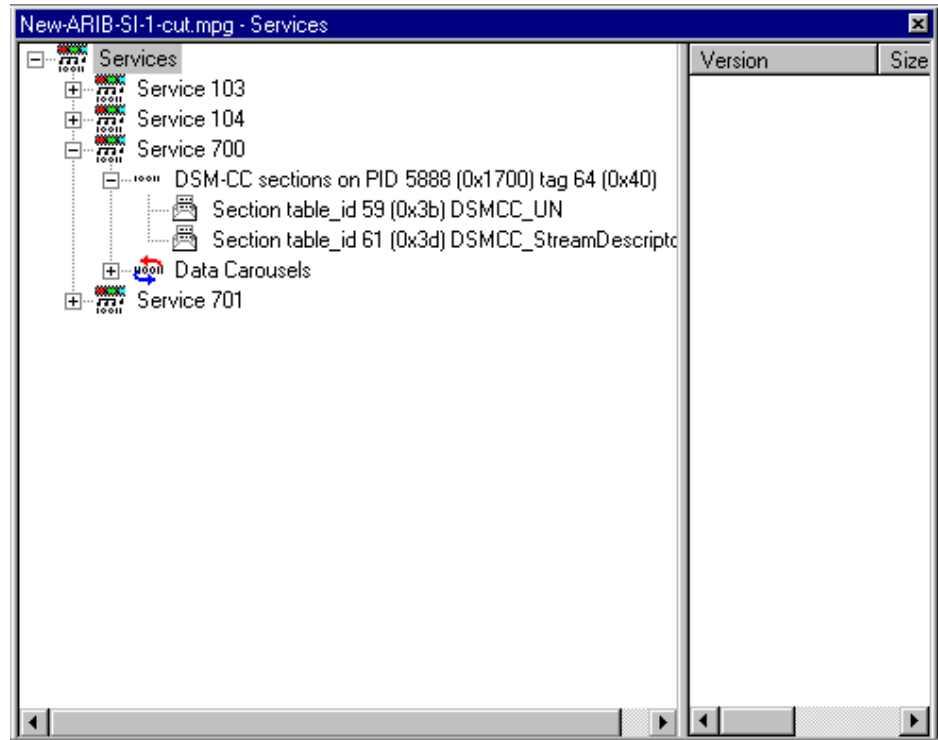 New-ARIB-SI-1-cut.mpg - Services
Services
Version Size
Service 103
Service 104
Service 700
DSM-CC sections on PID 5888 (0x1700) tag 64 (0x40)
Section table_id 59 (0x3b) DSMCC_UN
Section table_id 61 (0x3d) DSMCC_StreamDescripto
Data Carousels
Service 701